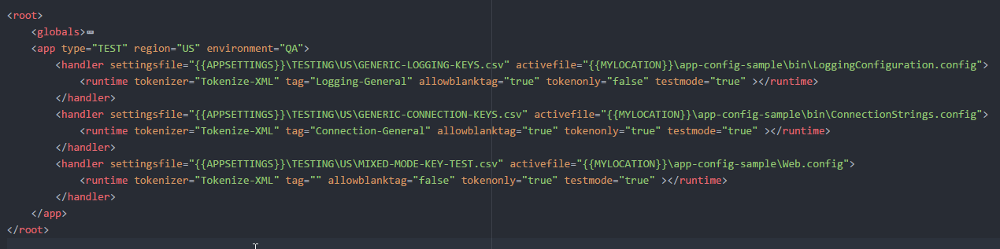 <root>
<globals>
<app type="TEST" region="US" environment="QA">
<handler settingsfile="{{APPSETTINGS}}\TESTING\US\GENERIC-LOGGING-KEYS.csv" activefile="{{MYLOCATION}}\app-config-sample\bin\LoggingConfiguration.config">
<runtime tokenizer="Tokenize-XML" tag="Logging-General" allowblanktag="true" tokenonly="false" testmode="true" ></runtime>
</handler>
<handler settingsfile="{{APPSETTINGS}}\TESTING\US\GENERIC-CONNECTION-KEYS.csv" activefile="{{MYLOCATION}}\app-config-sample\bin\ConnectionStrings.config">
<runtime tokenizer="Tokenize-XML" tag="Connection-General" allowblanktag="true" tokenonly="true" testmode="true" ></runtime>
</handler>
<handler settingsfile="{{APPSETTINGS}}\TESTING\US\MIXED-MODE-KEY-TEST.csv" activefile="{{MYLOCATION}}\app-config-sample\Web.config">
<runtime tokenizer="Tokenize-XML" tag="" allowblanktag="false" tokenonly="true" testmode="true" ></runtime>
</handler>
</app>
</root>